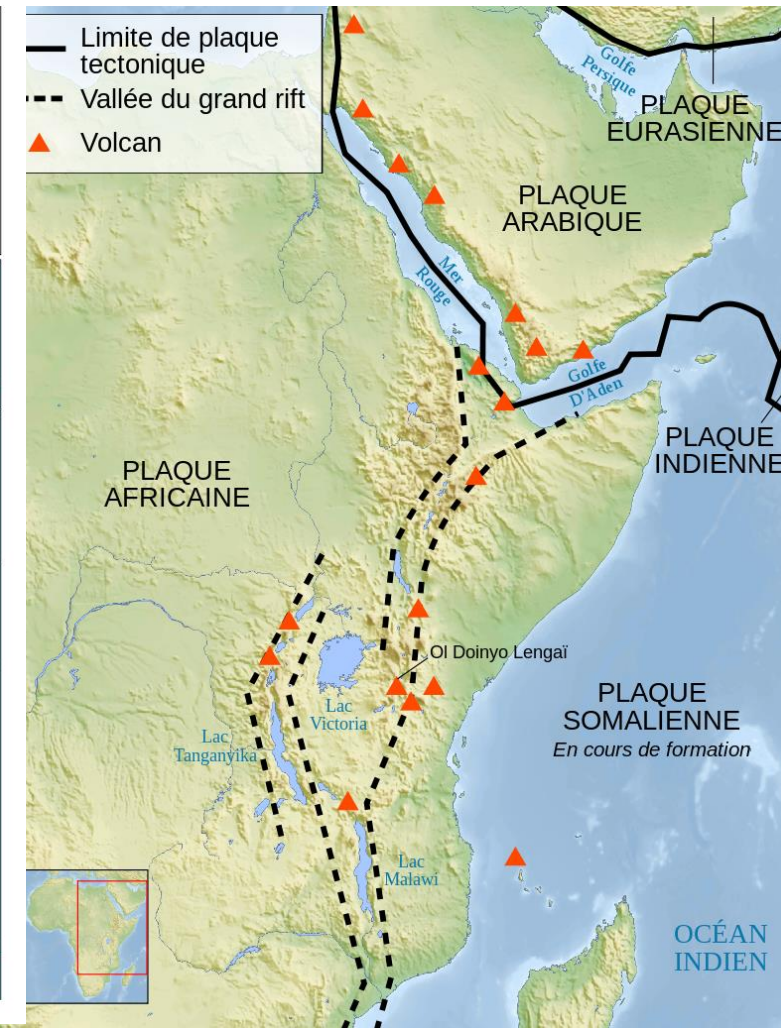 Limite de plaque
tectonique
Vallée du grand rift
Volcan
Golfe
Persique
PLAQUE
EURASIENNE
PLAQUE
ARABIQUE
Mer
Rouge
Golfe
D'Aden
PLAQUE
INDIENNE
PLAQUE
AFRICAINE
Ol Doinyo Lengaï
Lac
Victoria
PLAQUE
SOMALIENNE
En cours de formation
Lac
Tanganyika
Lac
Malawi
OCÉAN
INDIEN